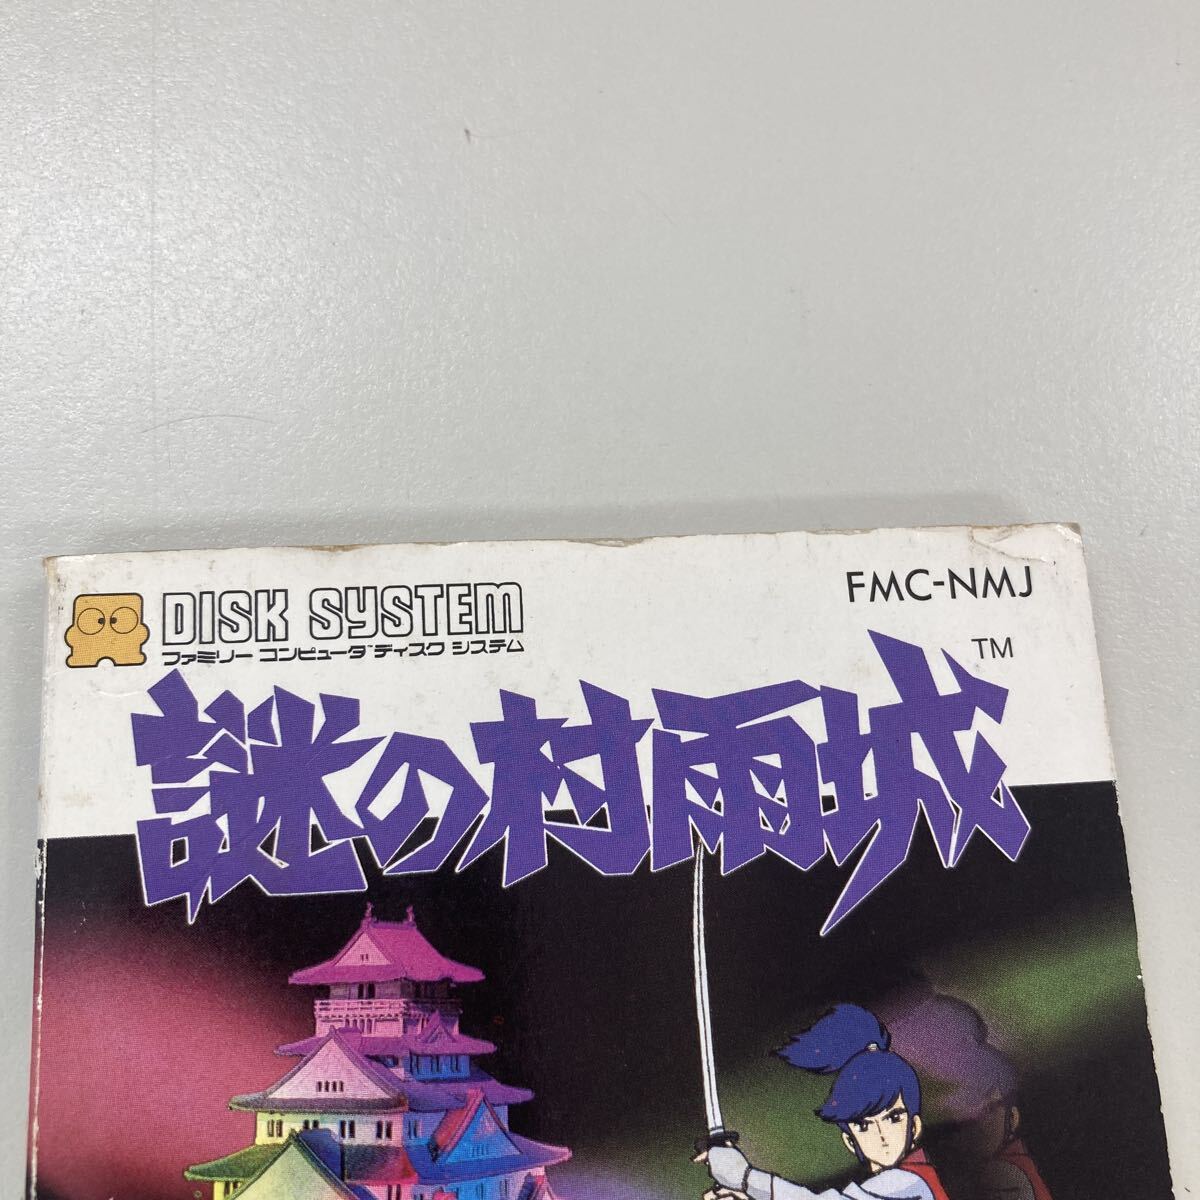 DISK SYSTEM
ファミリー コンピュータ ディスク システム
FMC-NMJ
謎の村雨城
TM